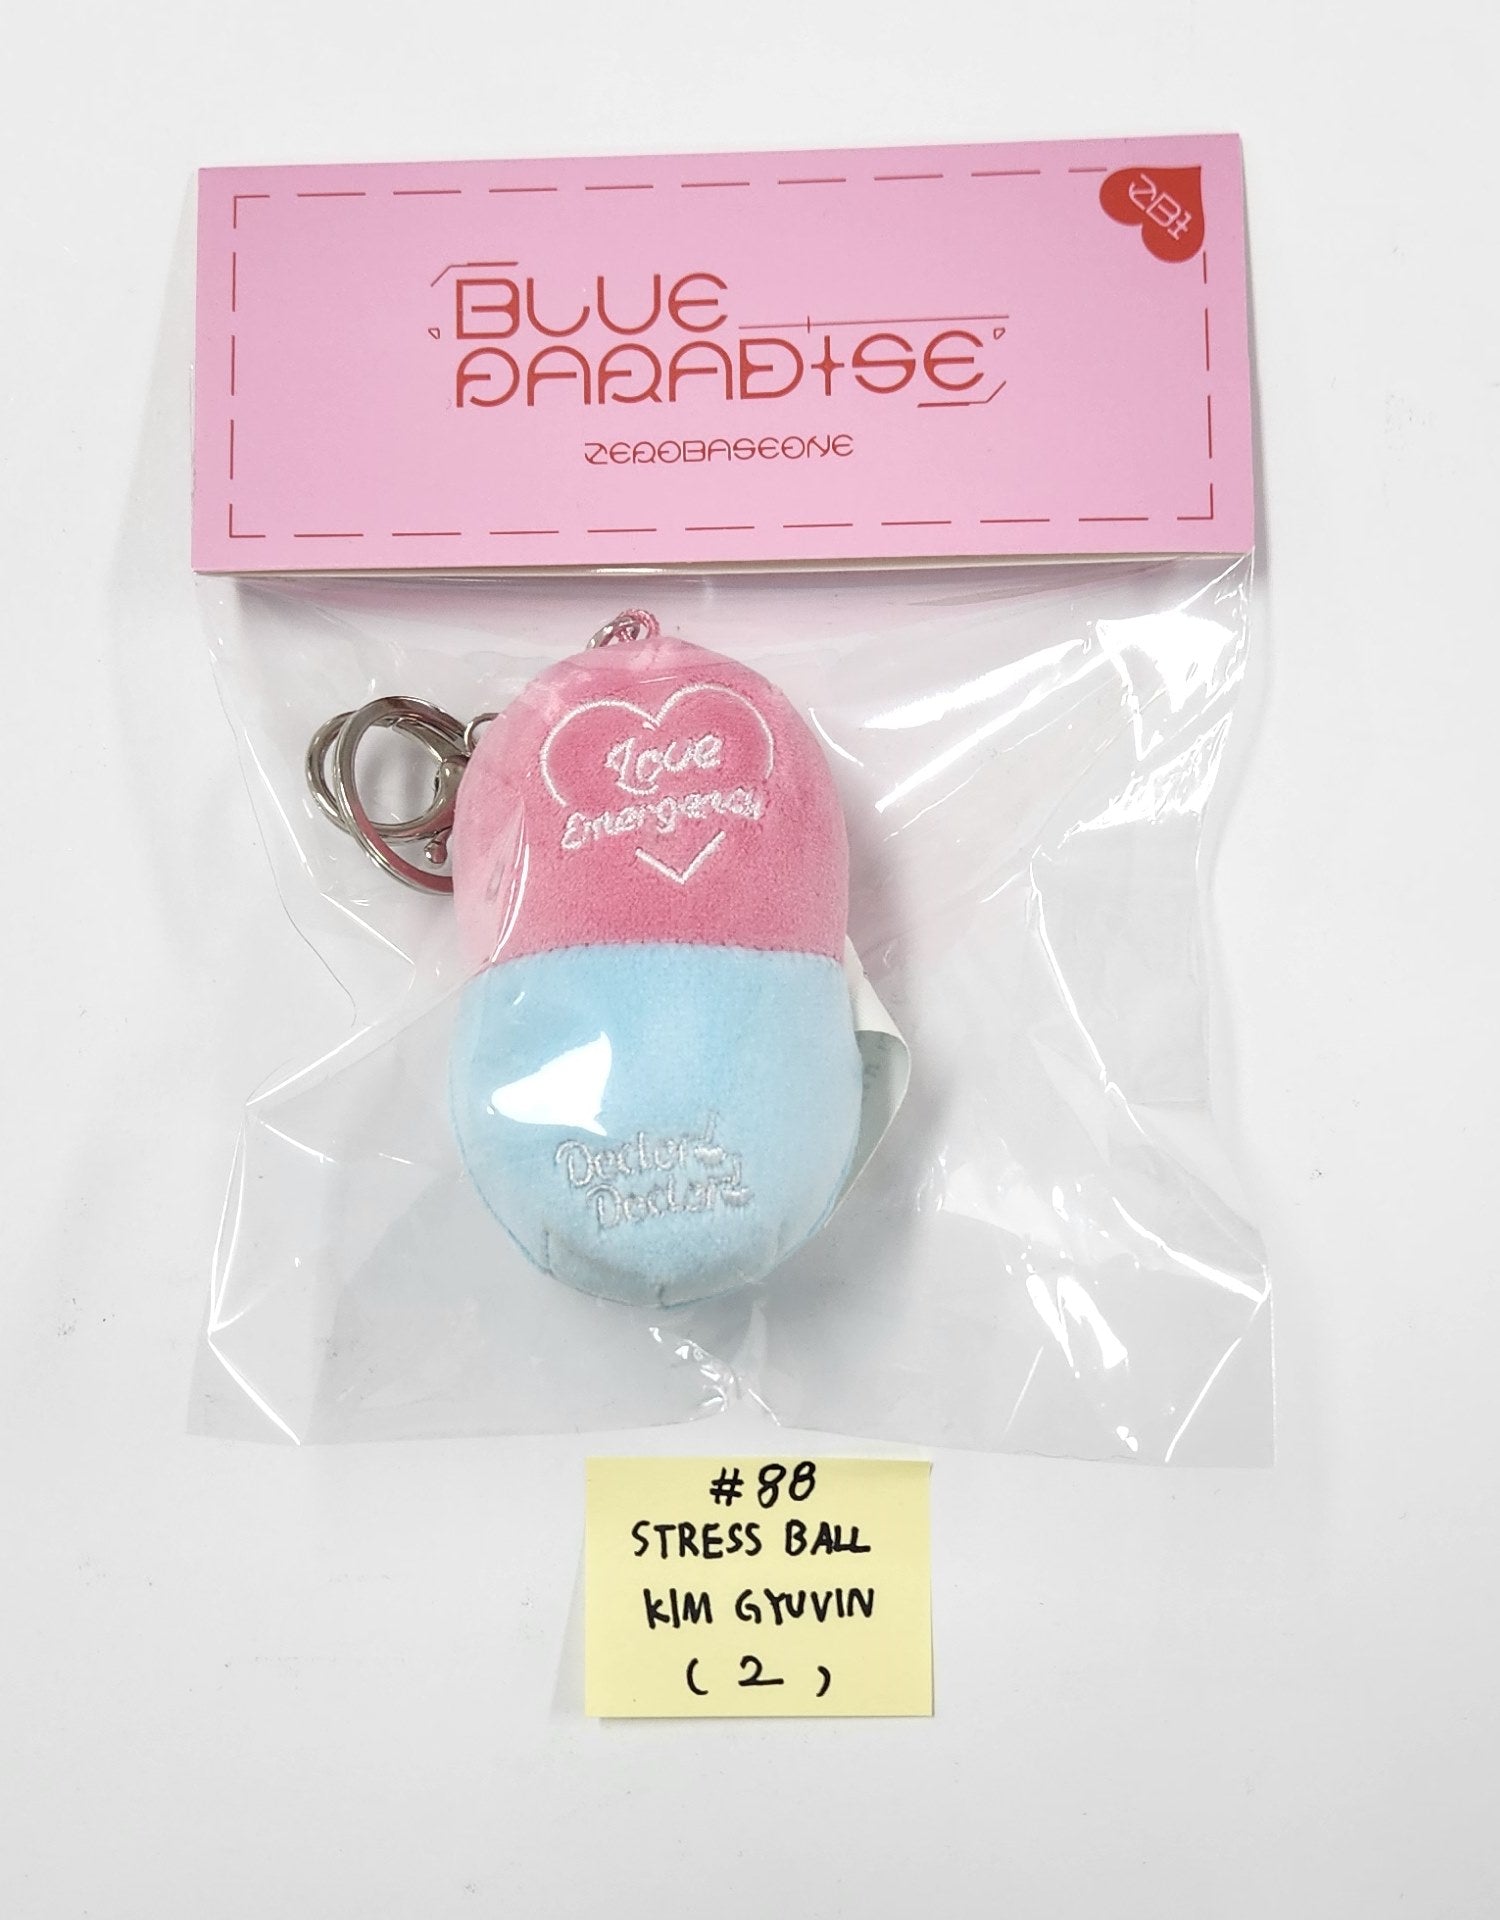 ZB1
BLUE
PARADISE
ZEROBASEONE
Love
Emergency
Doctor!
Doctor!
#88
STRESS BALL
KIM GYUVIN
(2)